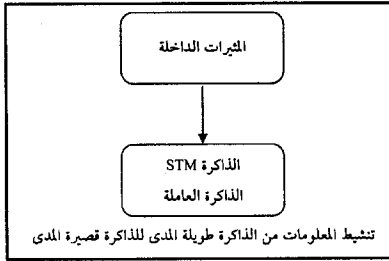 المثيرات الداخلة
الذاكرة STM
الذاكرة العاملة
تنشيط المعلومات من الذاكرة طويلة المدى للذاكرة قصيرة المدى